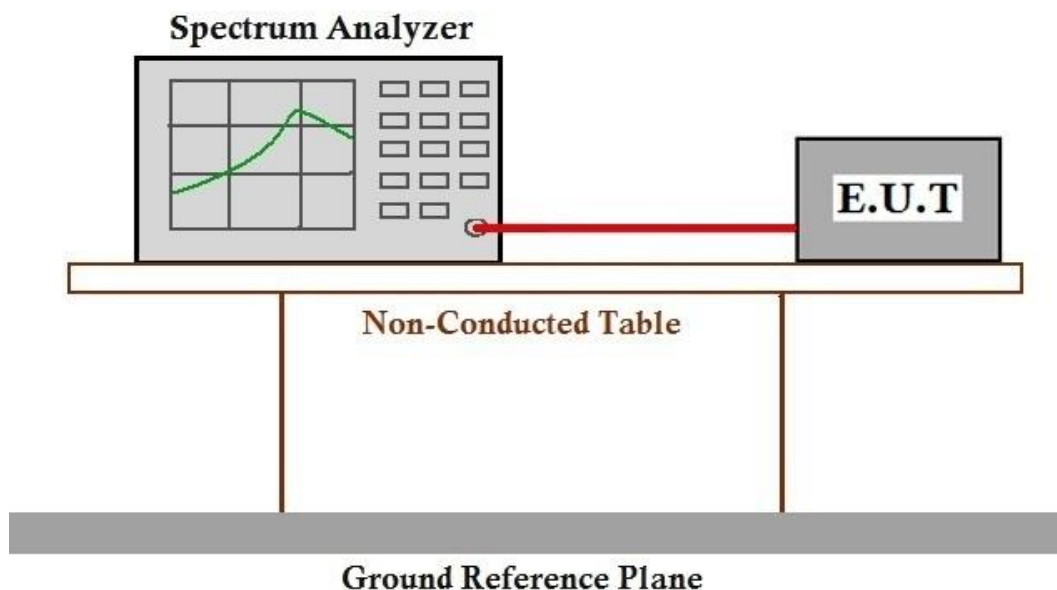 Spectrum Analyzer
E.U.T
Non-Conducted Table
Ground Reference Plane